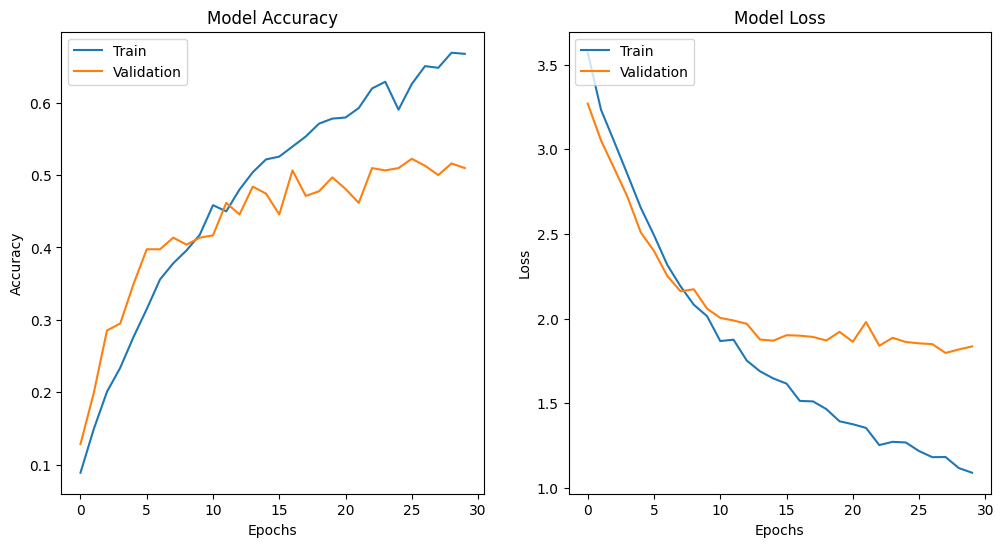 Model Accuracy
Train
Validation
0.6
0.5
0.4
0.3
0.2
0.1
Accuracy
0 5 10 15 20 25 30
Epochs
Model Loss
Train
Validation
3.5
3.0
2.5
2.0
1.5
1.0
Loss
0 5 10 15 20 25 30
Epochs